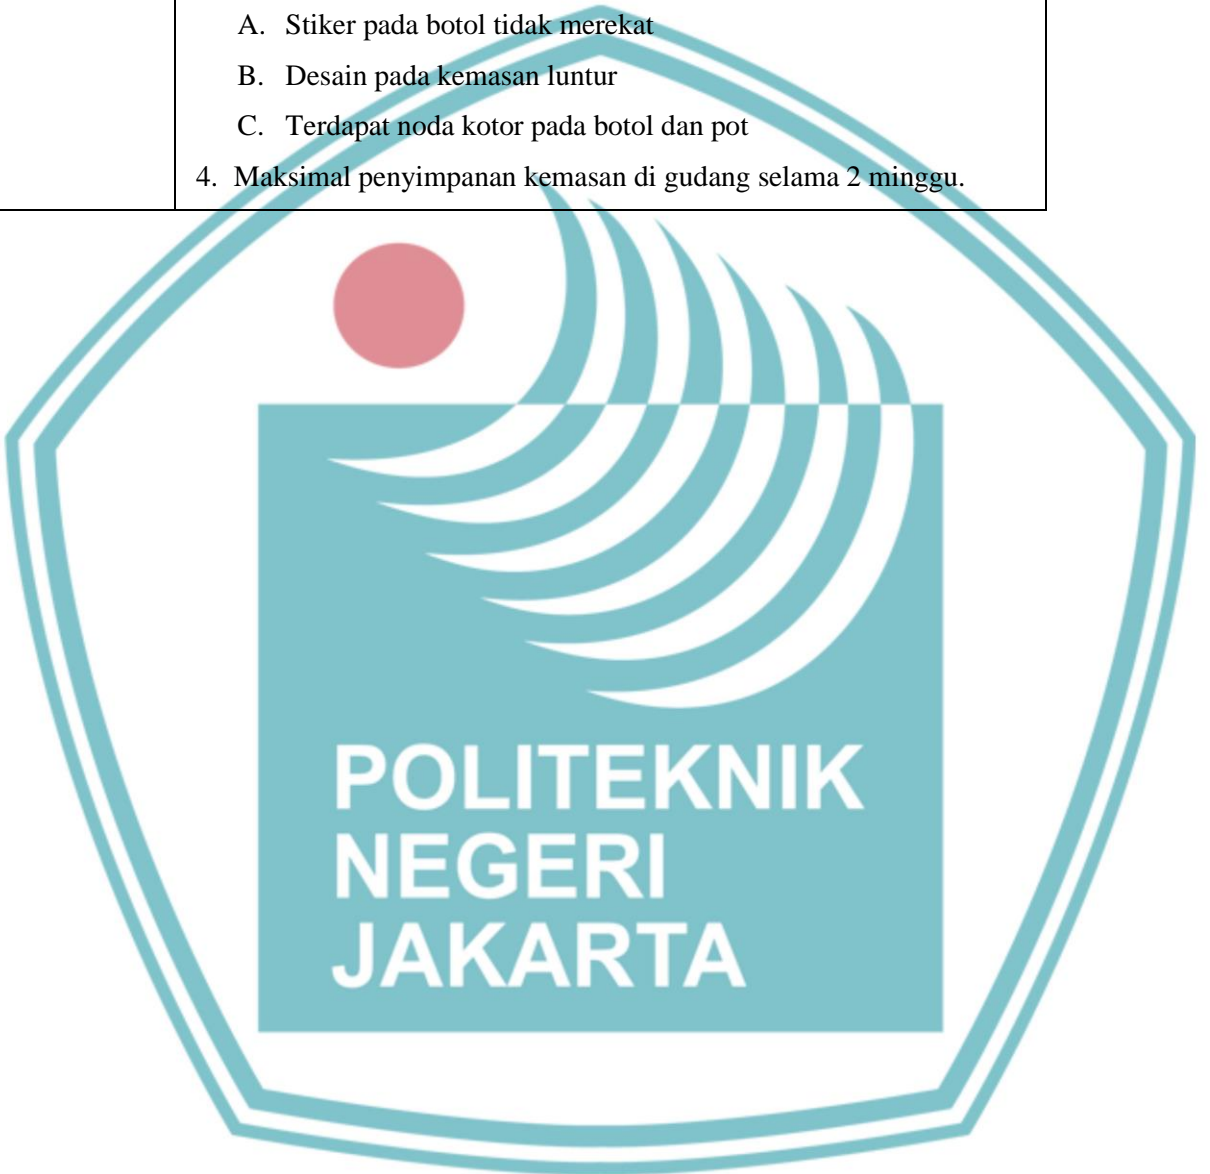 A. Stiker pada botol tidak merekat
B. Desain pada kemasan luntur
C. Terdapat noda kotor pada botol dan pot
4. Maksimal penyimpanan kemasan di gudang selama 2 minggu.
POLITEKNIK
NEGERI
JAKARTA